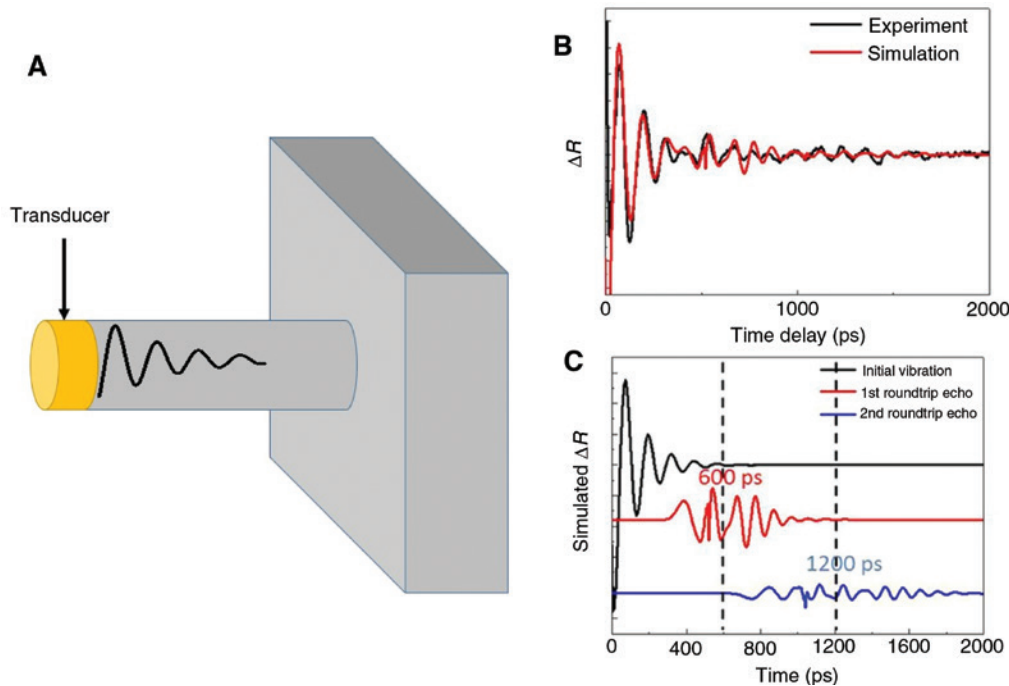 A
Transducer
B
Experiment
Simulation
ΔR
0
1000
2000
Time delay (ps)
C
Initial vibration
1st roundtrip echo
2nd roundtrip echo
600 ps
1200 ps
Simulated ΔR
0
400
800
1200
1600
2000
Time (ps)